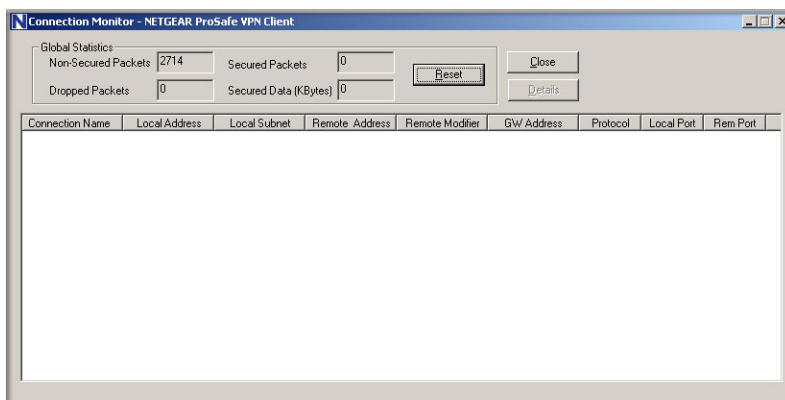 Connection Monitor - NETGEAR ProSafe VPN Client
Global Statistics
Non-Secured Packets 2714 Secured Packets 0 Reset Close
Dropped Packets 0 Secured Data (KBytes) 0 Details
Connection Name Local Address Local Subnet Remote Address Remote Modifier GW Address Protocol Local Port Rem Port